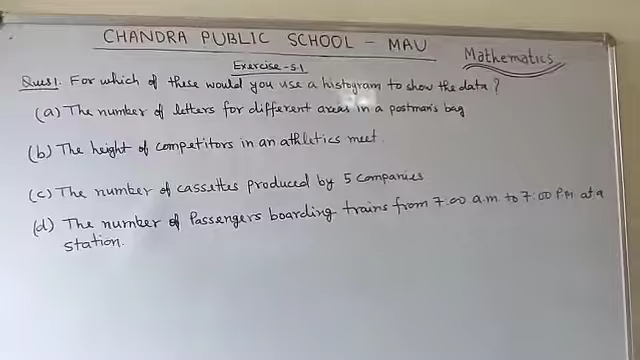 CHANDRA PUBLIC SCHOOL - MAU
Mathematics
Exercise-5.1
Ques1. For which of these would you use a histogram to show the data?
(a) The number of letters for different areas in a postman's bag
(b) The height of competitors in an athletics meet.
(c) The number of cassettes produced by 5 companies
(d) The number of Passengers boarding trains from 7.00 a.m. to 7:00 P.M at a
station.